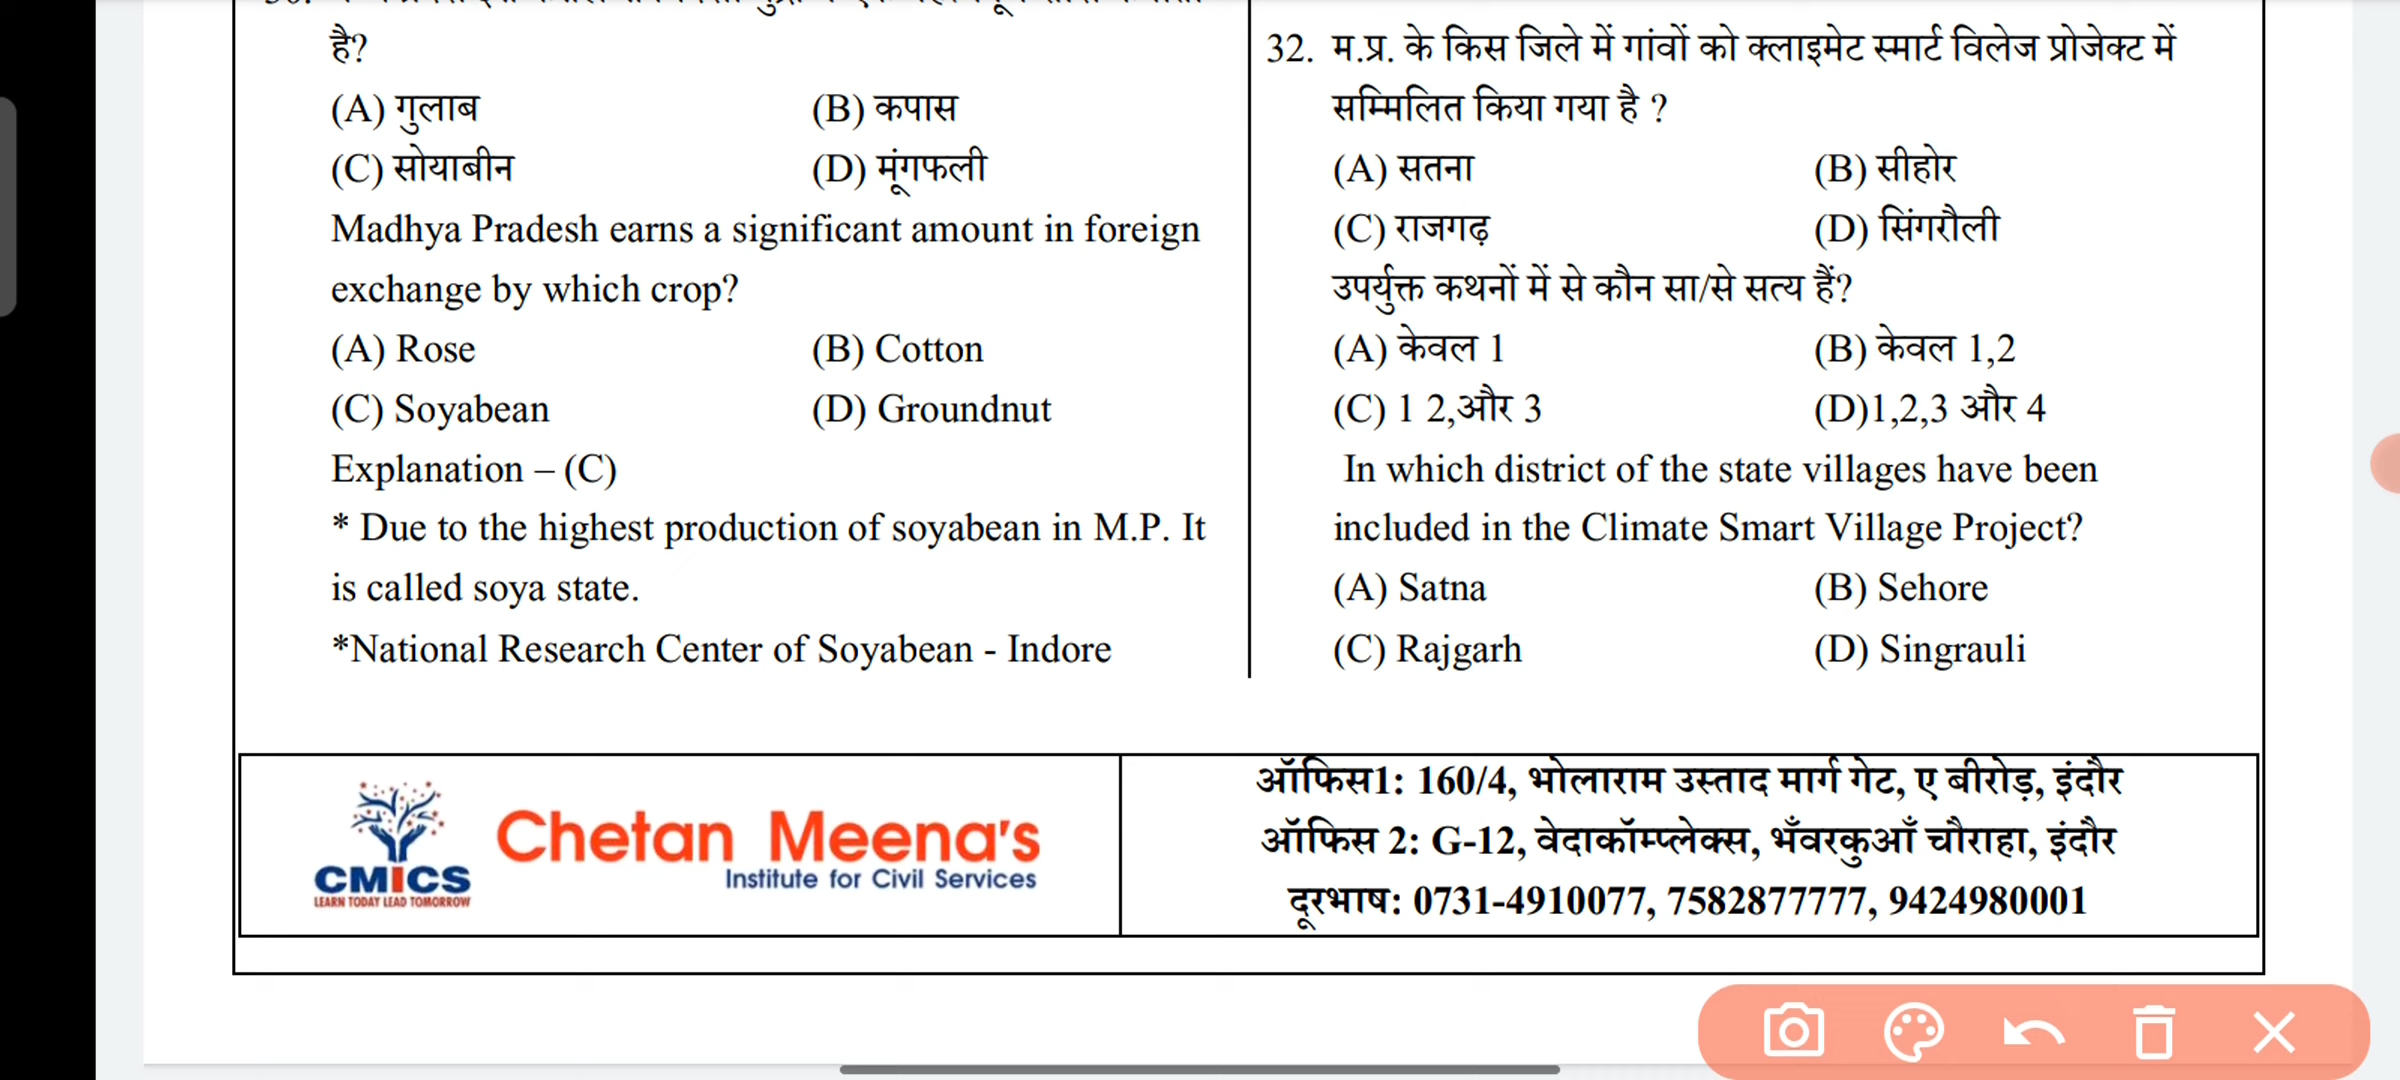 है?
(A) गुलाब (B) कपास
(C) सोयाबीन (D) मूंगफली
Madhya Pradesh earns a significant amount in foreign
exchange by which crop?
(A) Rose (B) Cotton
(C) Soyabean (D) Groundnut
Explanation – (C)
* Due to the highest production of soyabean in M.P. It
is called soya state.
*National Research Center of Soyabean - Indore
32. म.प्र. के किस जिले में गांवों को क्लाइमेट स्मार्ट विलेज प्रोजेक्ट में
सम्मिलित किया गया है ?
(A) सतना (B) सीहोर
(C) राजगढ़ (D) सिंगरौली
उपर्युक्त कथनों में से कौन सा/से सत्य हैं?
(A) केवल 1 (B) केवल 1,2
(C) 1 2,और 3 (D)1,2,3 और 4
In which district of the state villages have been
included in the Climate Smart Village Project?
(A) Satna (B) Sehore
(C) Rajgarh (D) Singrauli
CMICS
LEARN TODAY LEAD TOMORROW
Chetan Meena's
Institute for Civil Services
ऑफिस1: 160/4, भोलाराम उस्ताद मार्ग गेट, ए बीरोड़, इंदौर
ऑफिस 2: G-12, वेदाकॉम्प्लेक्स, भँवरकुआँ चौराहा, इंदौर
दूरभाष: 0731-4910077, 7582877777, 9424980001